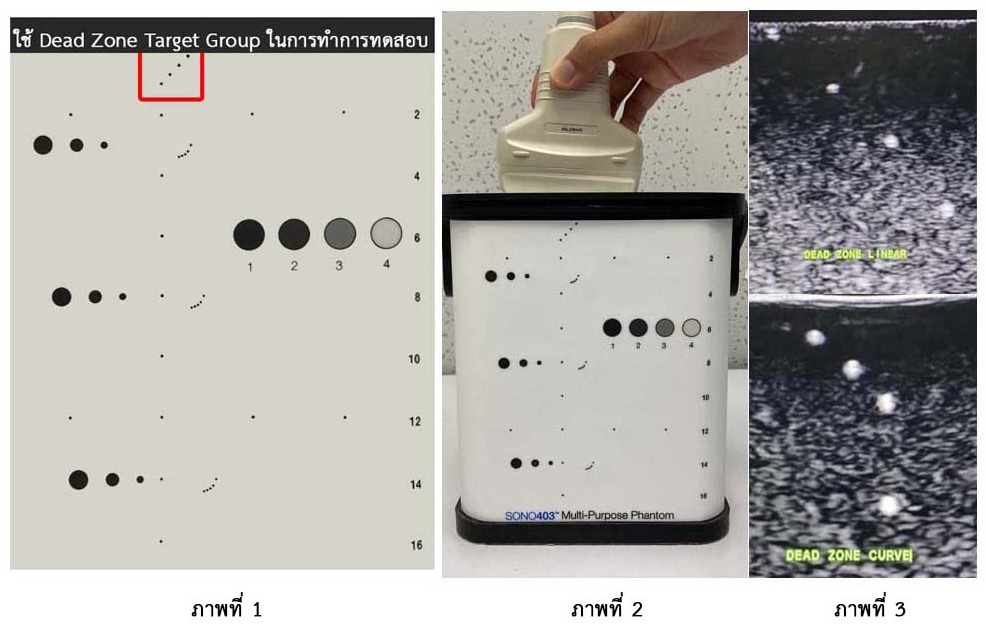 ใช้ Dead Zone Target Group ในการทำการทดสอบ
2
4
6
1 2 3 4
8
10
12
14
16
2
4
6
1 2 3 4
8
10
12
14
16
SONO403™ Multi-Purpose Phantom
DEAD ZONE LINEAR
DEAD ZONE CURVE
ภาพที่ 1
ภาพที่ 2
ภาพที่ 3